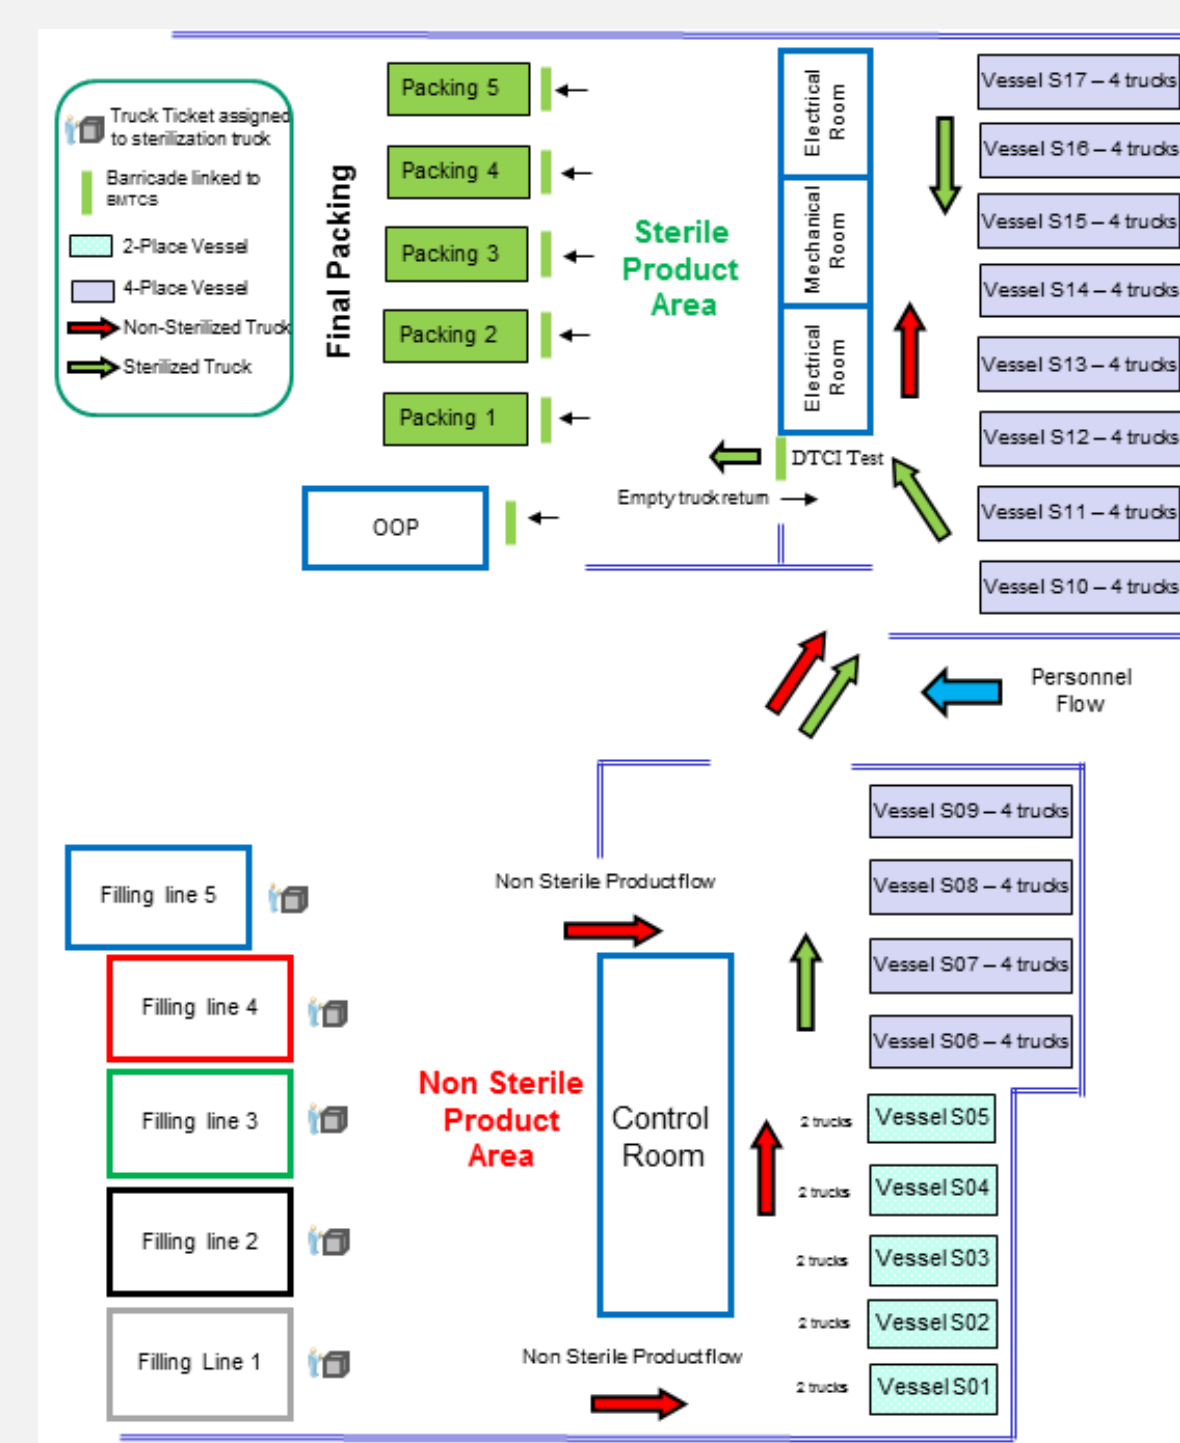 Truck Ticket assigned
to sterilization truck
Barricade linked to
BMTCS
2-Place Vessel
4-Place Vessel
Non-Sterilized Truck
Sterilized Truck
Final Packing
Packing 5
Packing 4
Packing 3
Packing 2
Packing 1
OOP
Sterile
Product
Area
Electrical
Room
Mechanical
Room
Electrical
Room
DTCI Test
Empty truck return
Vessel S17 – 4 trucks
Vessel S16 – 4 trucks
Vessel S15 – 4 trucks
Vessel S14 – 4 trucks
Vessel S13 – 4 trucks
Vessel S12 – 4 trucks
Vessel S11 – 4 trucks
Vessel S10 – 4 trucks
Personnel
Flow
Vessel S09 – 4 trucks
Vessel S08 – 4 trucks
Vessel S07 – 4 trucks
Vessel S06 – 4 trucks
2 trucks Vessel S05
2 trucks Vessel S04
2 trucks Vessel S03
2 trucks Vessel S02
2 trucks Vessel S01
Non Sterile Product flow
Control
Room
Non Sterile
Product
Area
Non Sterile Product flow
Filling line 5
Filling line 4
Filling line 3
Filling line 2
Filling Line 1